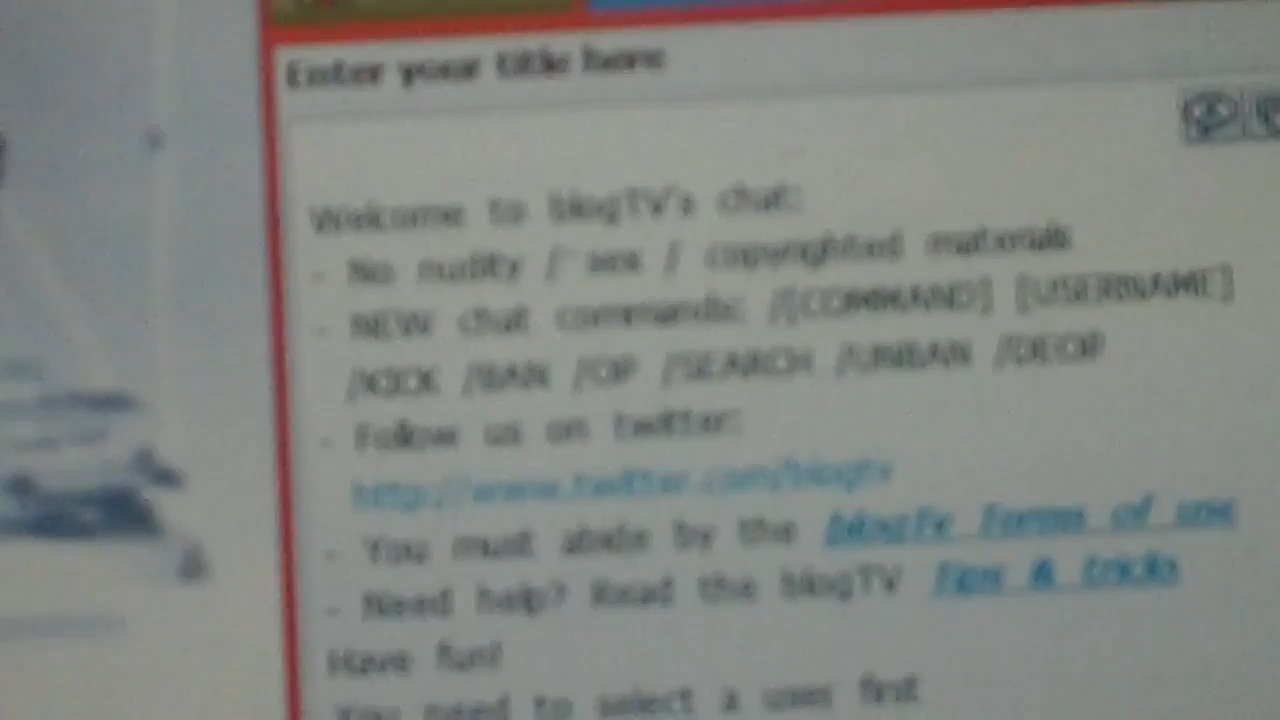 Enter your title here
Welcome to blogTV's chat:
- No nudity / sex / copyrighted materials
- NEW chat commands: /[COMMAND] [USERNAME]
/KICK /BAN /OP /SEARCH /UNBAN /DEOP
- Follow us on twitter:
http://www.twitter.com/blogtv
- You must abide by the blogTV Terms of use
- Need help? Read the blogTV Tips & tricks
Have fun!
You need to select a user first